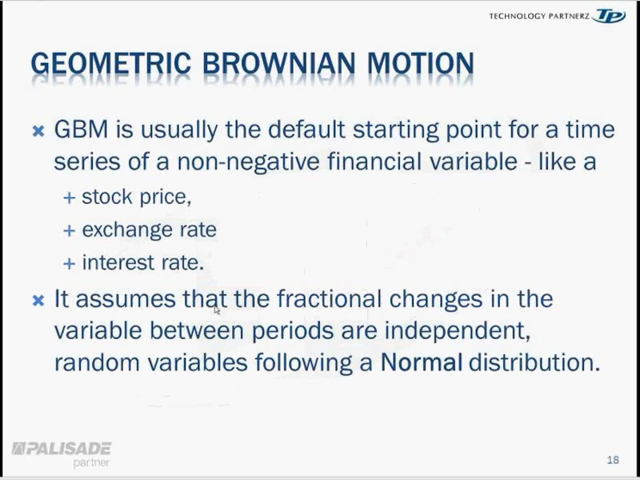 TECHNOLOGY PARTNERZ TP
GEOMETRIC BROWNIAN MOTION
GBM is usually the default starting point for a time
series of a non-negative financial variable - like a
+ stock price,
+ exchange rate
+ interest rate.
It assumes that the fractional changes in the
variable between periods are independent,
random variables following a Normal distribution.
PALISADE
partner
18